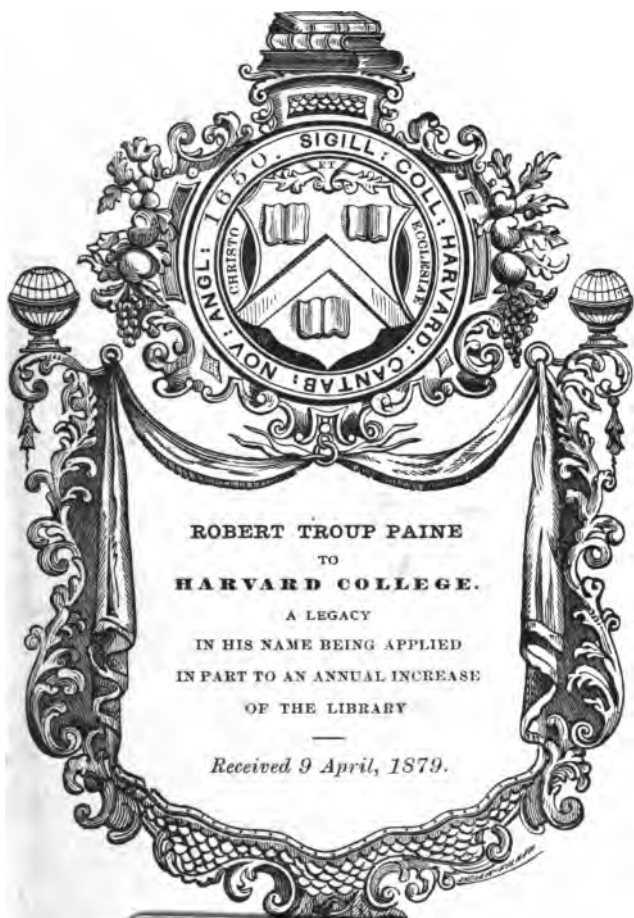 SIGILL: COLL: HARVARD: CANTAB: NOV: ANGL: 1650.
ET
CHRISTO
ECCLESIAE
ROBERT TROUP PAINE
TO
HARVARD COLLEGE.
A LEGACY
IN HIS NAME BEING APPLIED
IN PART TO AN ANNUAL INCREASE
OF THE LIBRARY
Received 9 April, 1879.